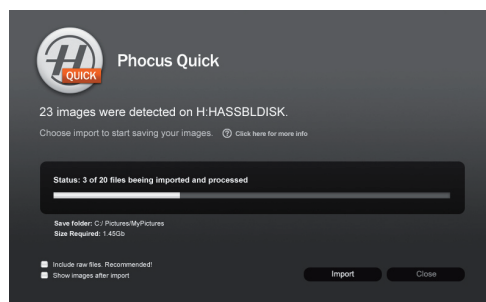 H
QUICK
Phocus Quick
23 images were detected on H:HASSBLDISK.
Choose import to start saving your images. ? Click here for more info
Status: 3 of 20 files beeing imported and processed
Save folder: C:/ Pictures/MyPictures
Size Required: 1.45Gb
Include raw files. Recommended!
Show images after import
Import Close